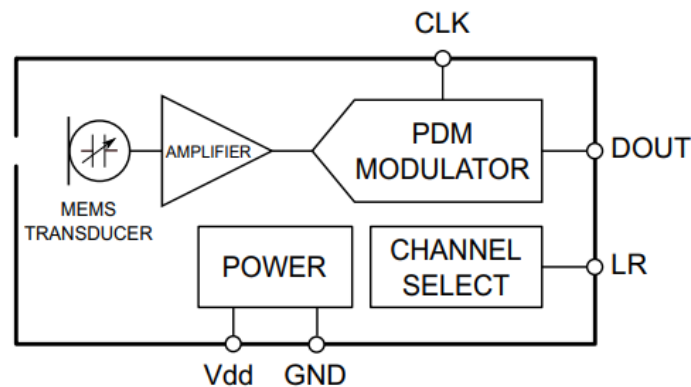 CLK
AMPLIFIER
PDM
MODULATOR
DOUT
MEMS
TRANSDUCER
POWER
CHANNEL
SELECT
LR
Vdd
GND